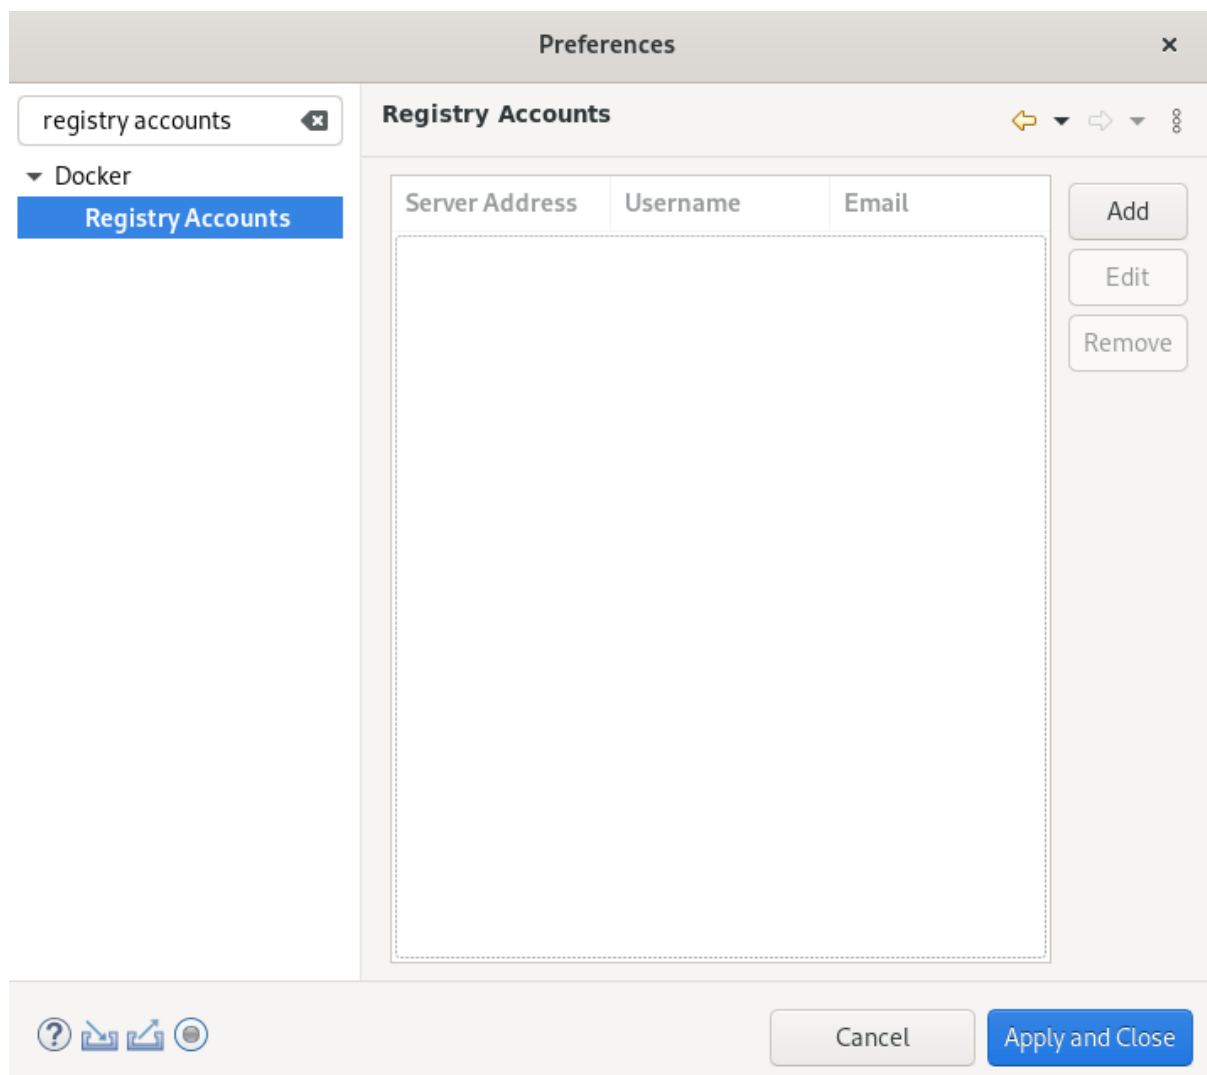 Preferences
registry accounts
Registry Accounts
Docker
Registry Accounts
Server Address Username Email
Add
Edit
Remove
Cancel
Apply and Close